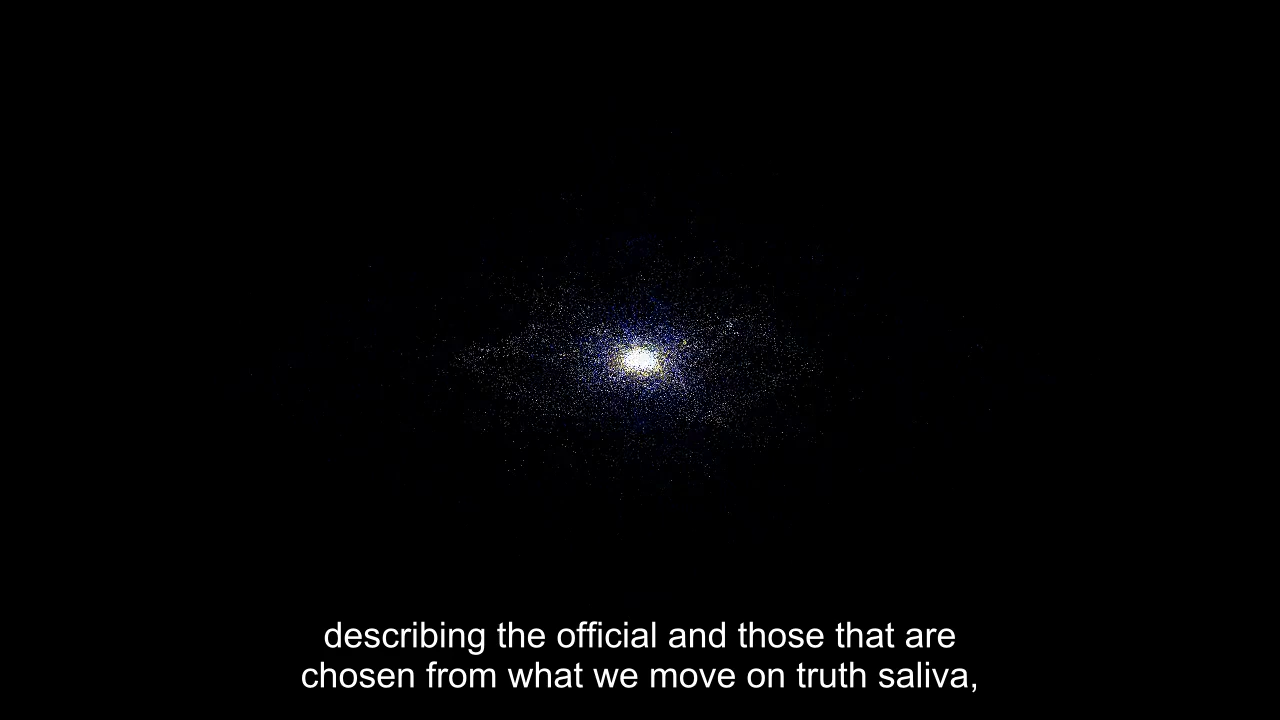 describing the official and those that are
chosen from what we move on truth saliva,